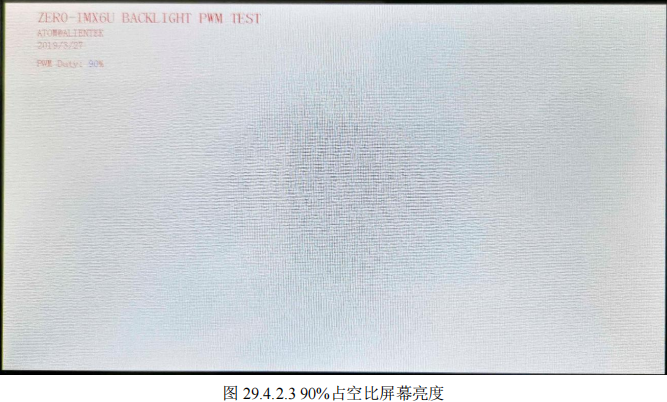 ZERO-IMX6U BACKLIGHT PWM TEST
ATOM@ALIENTEK
2019/3/27
PWM Duty: 90%
图 29.4.2.3 90%占空比屏幕亮度